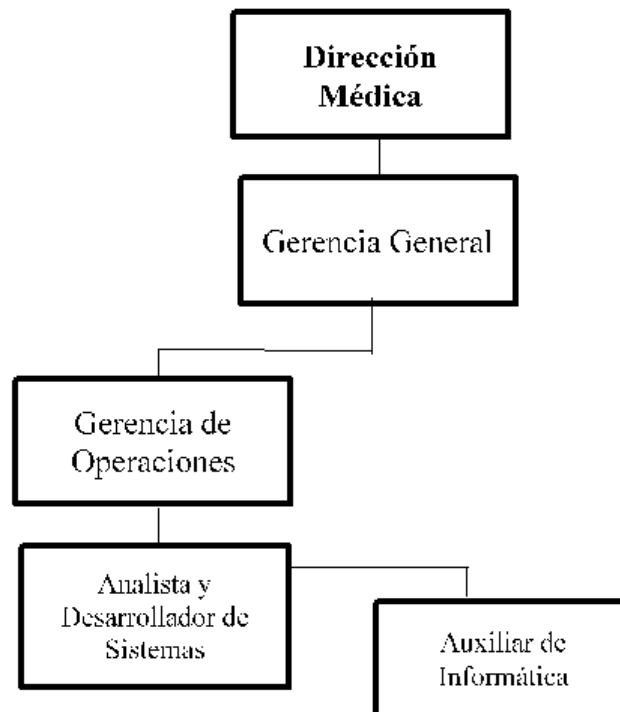 Dirección
Médica
Gerencia General
Gerencia de
Operaciones
Analista y
Desarrollador de
Sistemas
Auxiliar de
Informática